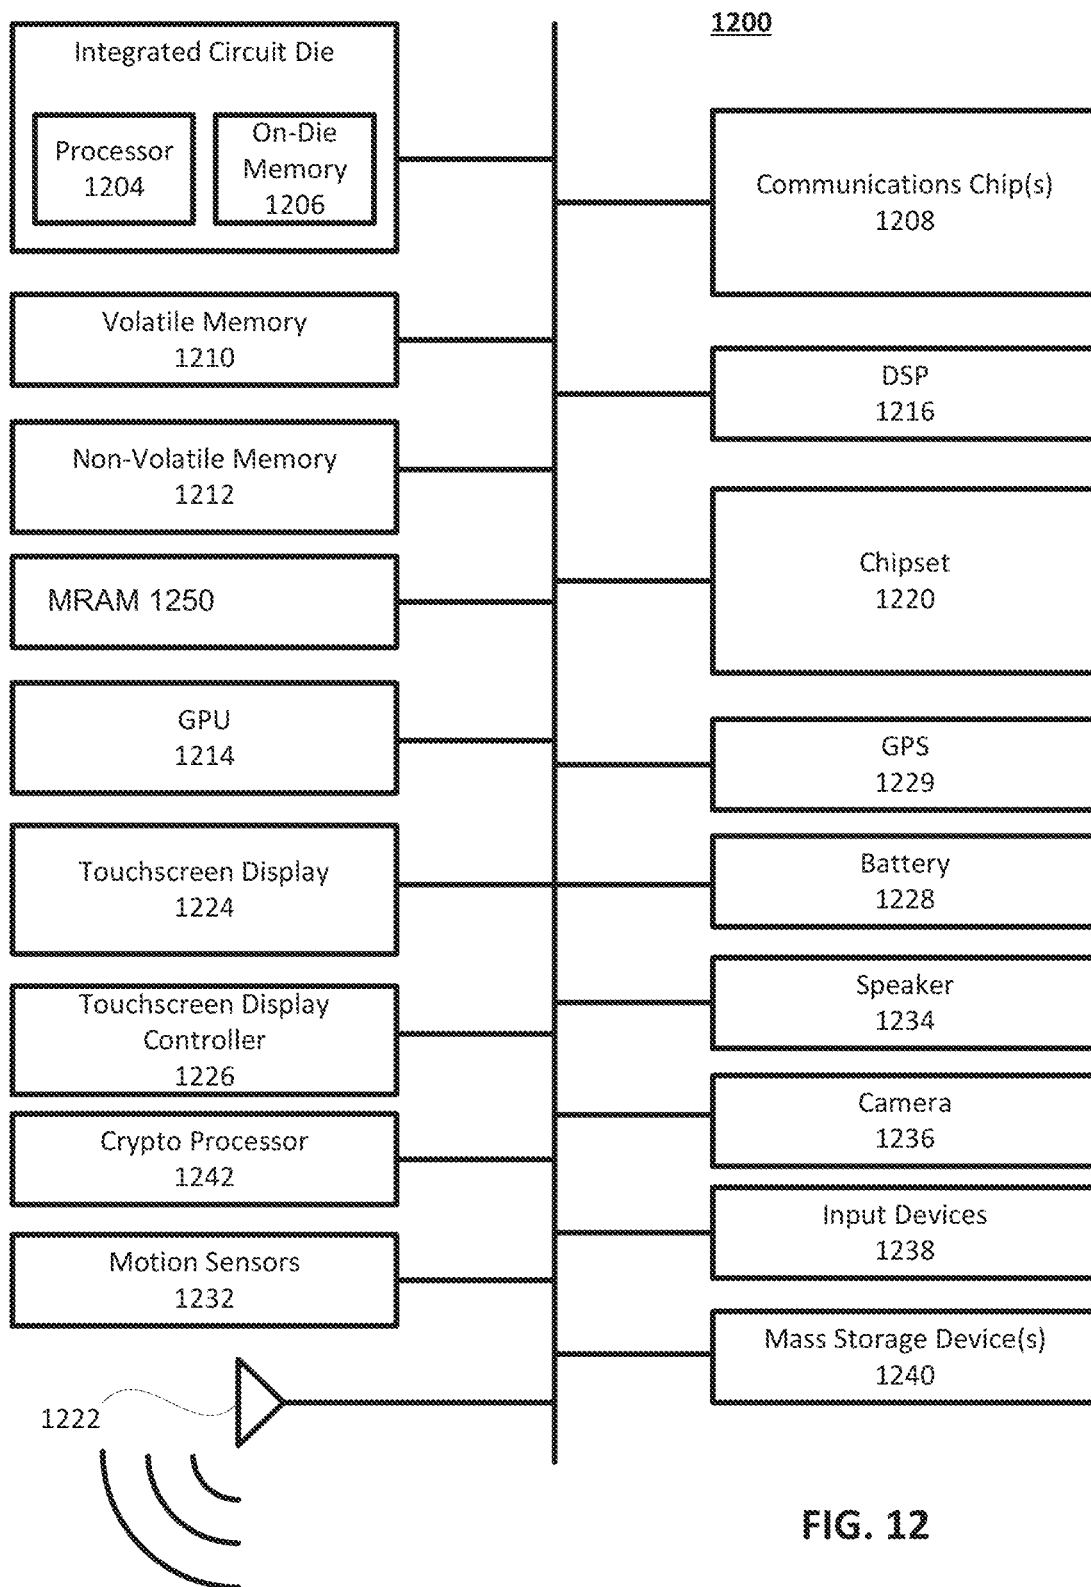 1200
Integrated Circuit Die
Processor
1204
On-Die
Memory
1206
Volatile Memory
1210
Non-Volatile Memory
1212
MRAM 1250
GPU
1214
Touchscreen Display
1224
Touchscreen Display
Controller
1226
Crypto Processor
1242
Motion Sensors
1232
1222
Communications Chip(s)
1208
DSP
1216
Chipset
1220
GPS
1229
Battery
1228
Speaker
1234
Camera
1236
Input Devices
1238
Mass Storage Device(s)
1240
FIG. 12